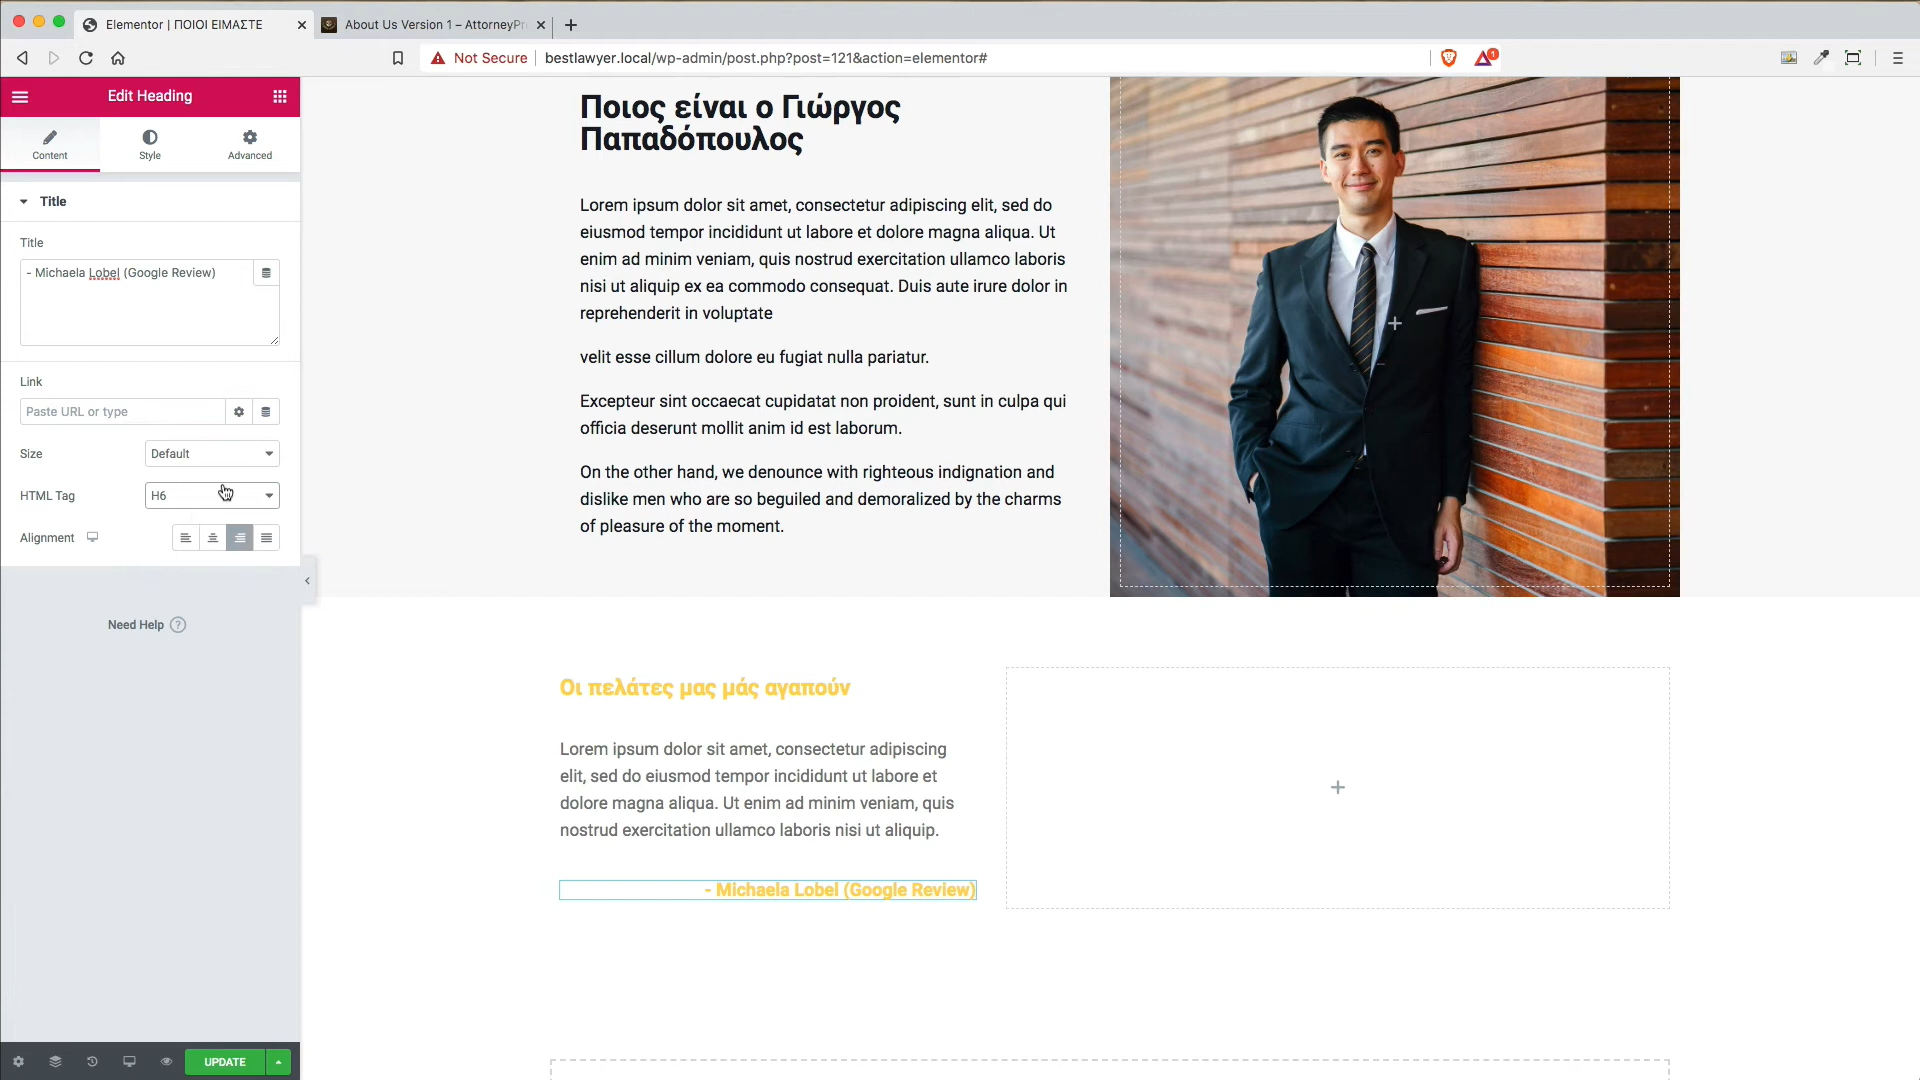 Elementor | ΠΟΙΟΙ ΕΙΜΑΣΤΕ
About Us Version 1 – AttorneyPr
Not Secure
bestlawyer.local/wp-admin/post.php?post=121&action=elementor#
1
Edit Heading
Content
Style
Advanced
Title
Title
- Michaela Lobel (Google Review)
Link
Paste URL or type
Size
Default
HTML Tag
H6
Alignment
Need Help ?
UPDATE
Ποιος είναι ο Γιώργος
Παπαδόπουλος
Lorem ipsum dolor sit amet, consectetur adipiscing elit, sed do
eiusmod tempor incididunt ut labore et dolore magna aliqua. Ut
enim ad minim veniam, quis nostrud exercitation ullamco laboris
nisi ut aliquip ex ea commodo consequat. Duis aute irure dolor in
reprehenderit in voluptate
velit esse cillum dolore eu fugiat nulla pariatur.
Excepteur sint occaecat cupidatat non proident, sunt in culpa qui
officia deserunt mollit anim id est laborum.
On the other hand, we denounce with righteous indignation and
dislike men who are so beguiled and demoralized by the charms
of pleasure of the moment.
Οι πελάτες μας μάς αγαπούν
Lorem ipsum dolor sit amet, consectetur adipiscing
elit, sed do eiusmod tempor incididunt ut labore et
dolore magna aliqua. Ut enim ad minim veniam, quis
nostrud exercitation ullamco laboris nisi ut aliquip.
- Michaela Lobel (Google Review)